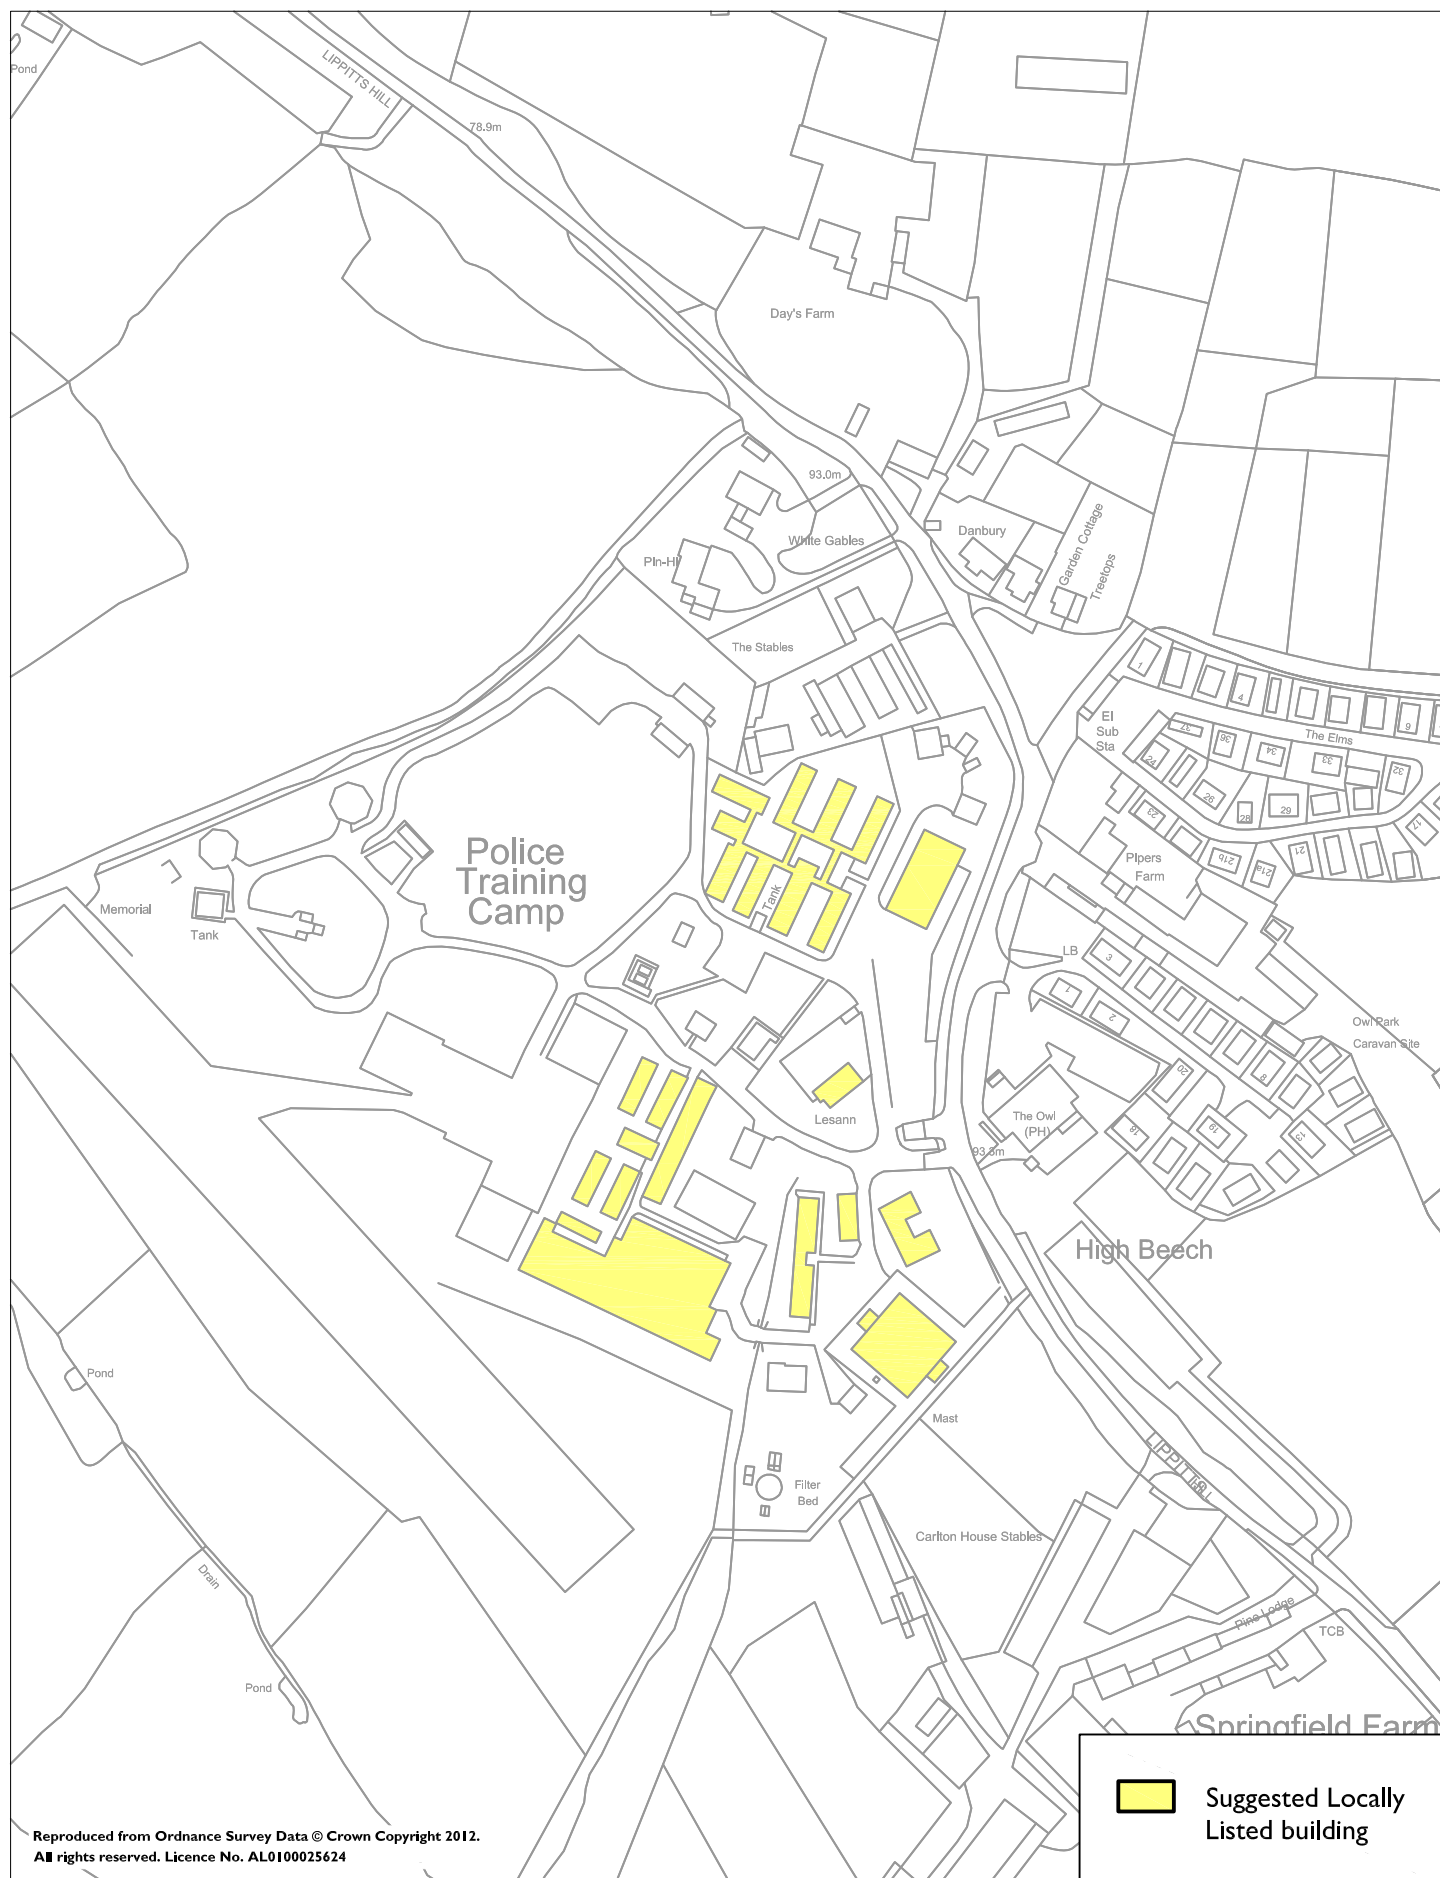 Pond
LIPPITTS HILL
78.9m
Day's Farm
93.0m
White Gables
Danbury
Garden Cottage
Treetops
Pin-Hi
The Stables
1
4
9
The Elms
El
Sub
Sta
37
36
34
33
32
24
26
28
29
17
23
21b
21a
21
Pipers
Farm
Police
Training
Camp
Tank
Memorial
Tank
LB
3
1
2
8
13
20
19
18
Owl Park
Caravan Site
The Owl
(PH)
93.3m
Lesann
High Beech
Pond
Mast
Filter
Bed
LIPPITTS
HILL
Carlton House Stables
Drain
Pine Lodge
TCB
Pond
Springfield Farm
Suggested Locally
Listed building
Reproduced from Ordnance Survey Data © Crown Copyright 2012.
All rights reserved. Licence No. AL0100025624